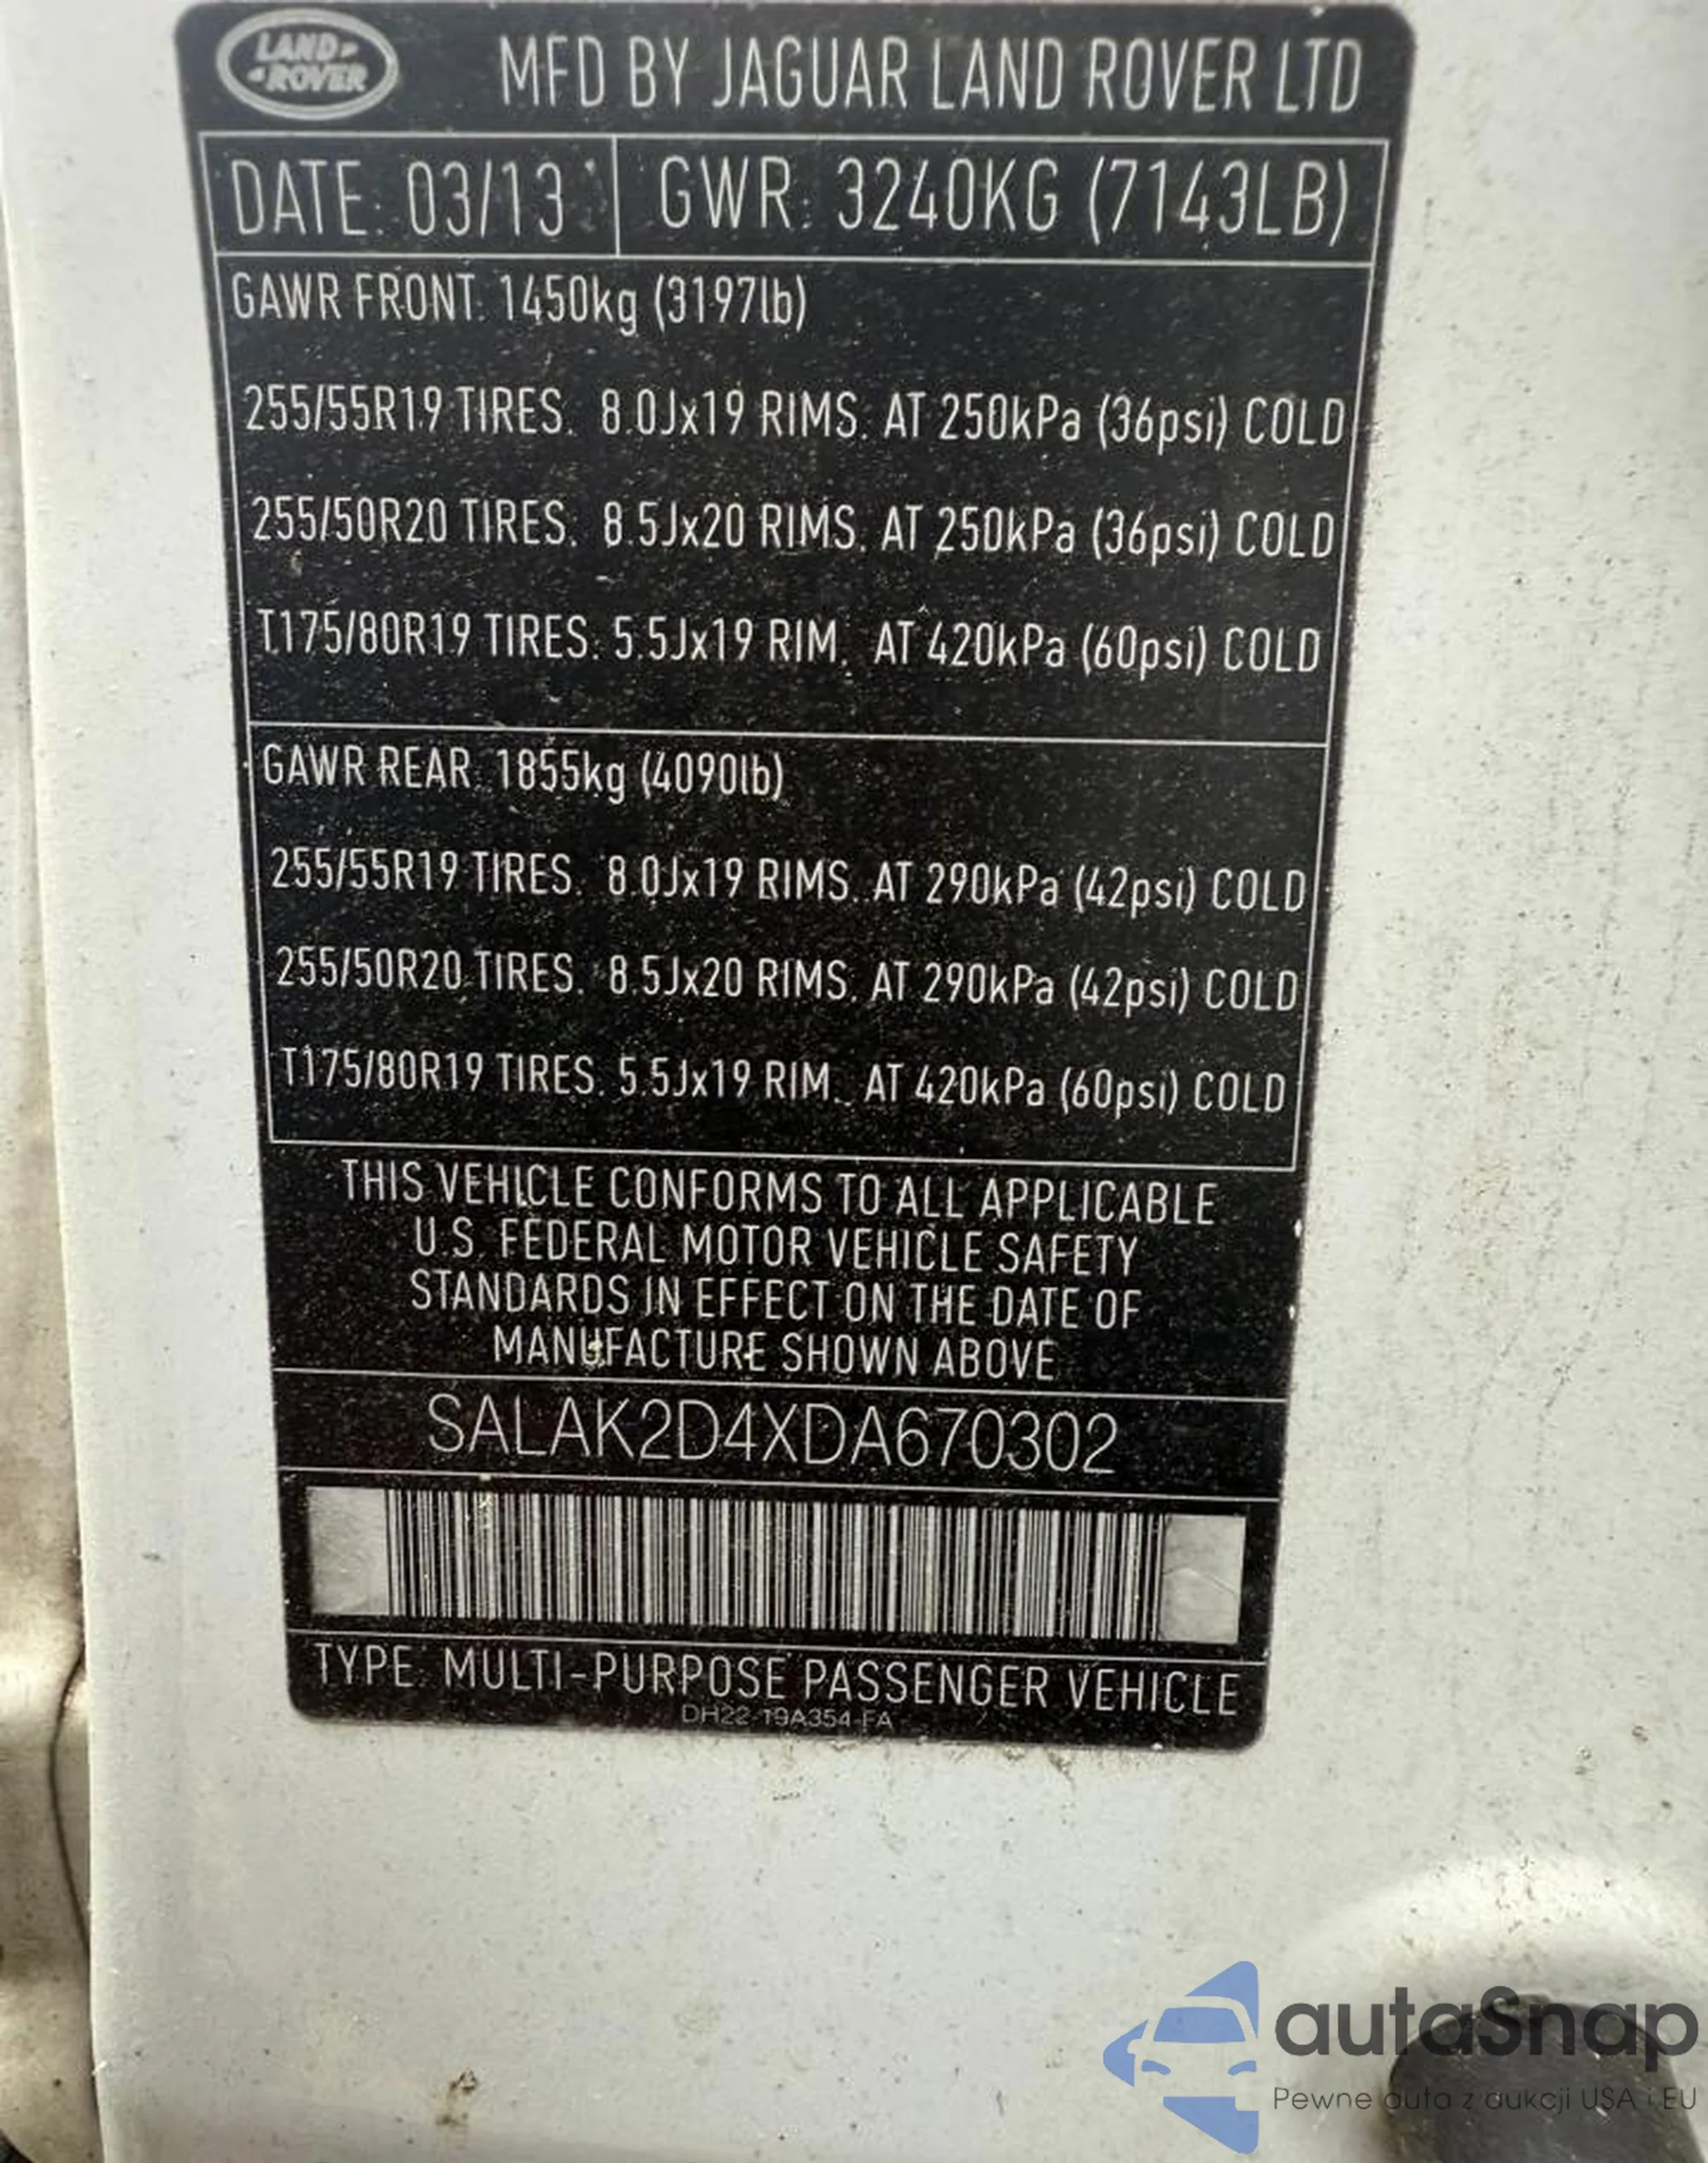 LAND ROVER
MFD BY JAGUAR LAND ROVER LTD
DATE: 03/13 GWR: 3240KG (7143LB)
GAWR FRONT: 1450kg (3197lb)
255/55R19 TIRES. 8.0Jx19 RIMS. AT 250kPa (36psi) COLD
255/50R20 TIRES. 8.5Jx20 RIMS. AT 250kPa (36psi) COLD
T175/80R19 TIRES. 5.5Jx19 RIM. AT 420kPa (60psi) COLD
GAWR REAR: 1855kg (4090lb)
255/55R19 TIRES. 8.0Jx19 RIMS. AT 290kPa (42psi) COLD
255/50R20 TIRES. 8.5Jx20 RIMS. AT 290kPa (42psi) COLD
T175/80R19 TIRES. 5.5Jx19 RIM. AT 420kPa (60psi) COLD
THIS VEHICLE CONFORMS TO ALL APPLICABLE
U.S. FEDERAL MOTOR VEHICLE SAFETY
STANDARDS IN EFFECT ON THE DATE OF
MANUFACTURE SHOWN ABOVE
SALAK2D4XDA670302
TYPE: MULTI-PURPOSE PASSENGER VEHICLE
DH22-19A354-FA
autaSnap
Pewne auta z aukcji USA i EU